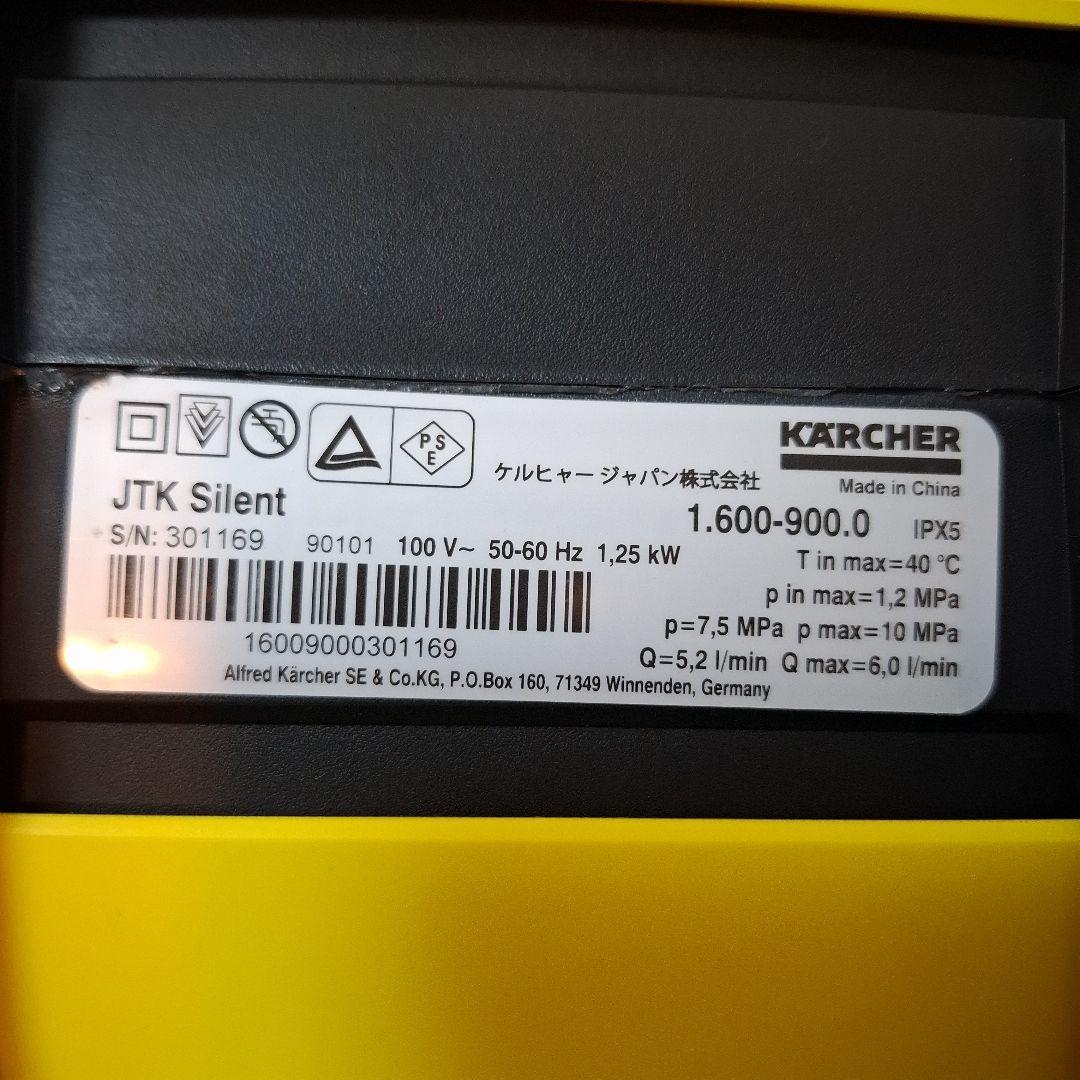 PS
E
ケルヒャー ジャパン株式会社
KÄRCHER
Made in China
JTK Silent
1.600-900.0 IPX5
S/N: 301169 90101 100 V~ 50-60 Hz 1,25 kW
T in max=40 °C
p in max=1,2 MPa
p=7,5 MPa p max=10 MPa
Q=5,2 l/min Q max=6,0 l/min
16009000301169
Alfred Kärcher SE & Co.KG, P.O.Box 160, 71349 Winnenden, Germany